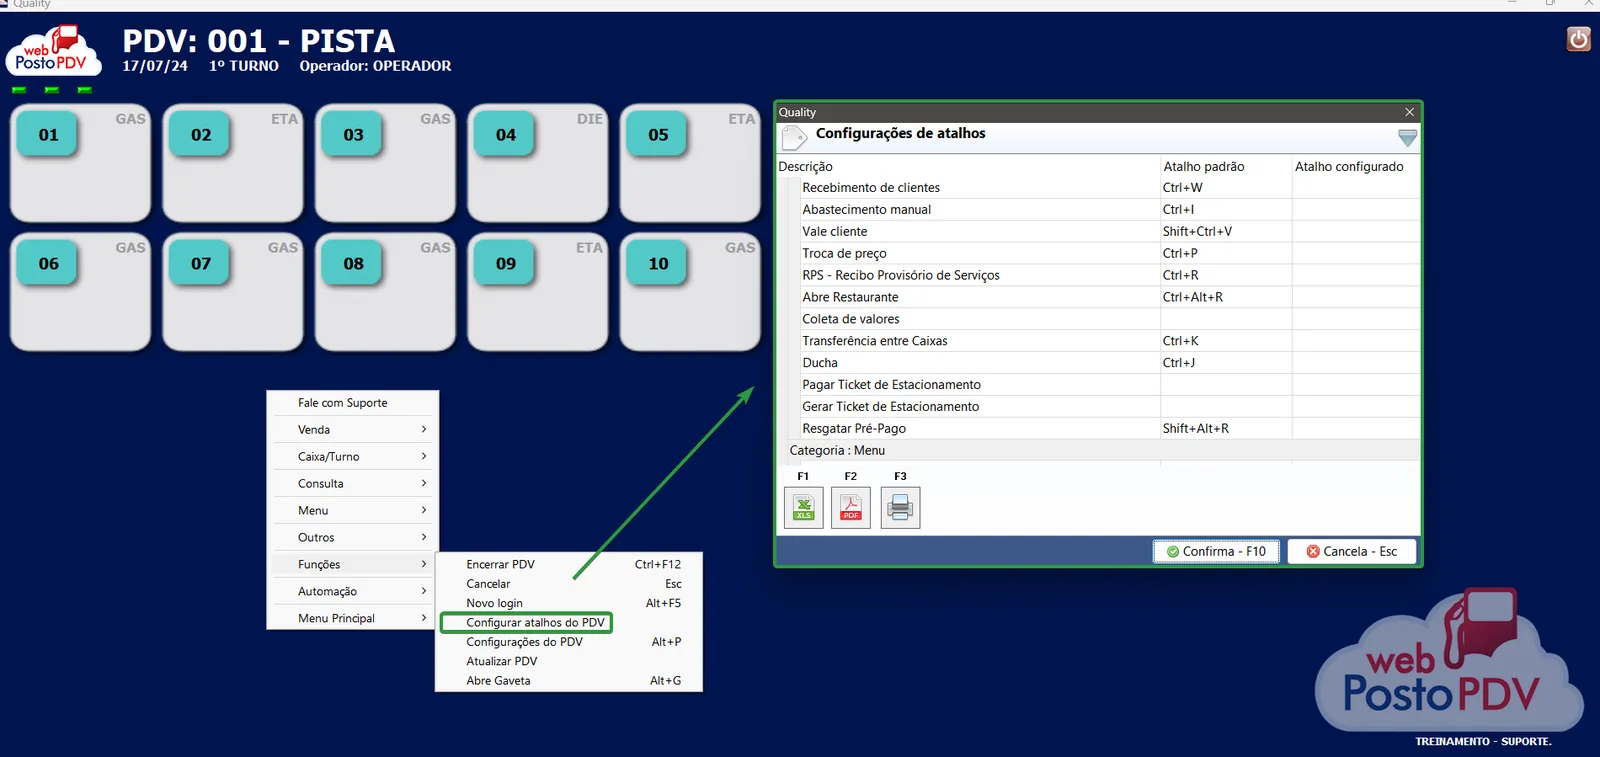 Quality
web
PostoPDV
PDV: 001 - PISTA
17/07/24 1º TURNO Operador: OPERADOR
01 GAS
02 ETA
03 GAS
04 DIE
05 ETA
06 GAS
07 GAS
08 GAS
09 ETA
10 GAS
Fale com Suporte
Venda
Caixa/Turno
Consulta
Menu
Outros
Funções
Automação
Menu Principal
Encerrar PDV Ctrl+F12
Cancelar Esc
Novo login Alt+F5
Configurar atalhos do PDV
Configurações do PDV Alt+P
Atualizar PDV
Abre Gaveta Alt+G
Quality
Configurações de atalhos
Descrição Atalho padrão Atalho configurado
Recebimento de clientes Ctrl+W
Abastecimento manual Ctrl+I
Vale cliente Shift+Ctrl+V
Troca de preço Ctrl+P
RPS - Recibo Provisório de Serviços Ctrl+R
Abre Restaurante Ctrl+Alt+R
Coleta de valores
Transferência entre Caixas Ctrl+K
Ducha Ctrl+J
Pagar Ticket de Estacionamento
Gerar Ticket de Estacionamento
Resgatar Pré-Pago Shift+Alt+R
Categoria : Menu
F1 F2 F3
XLS PDF
Confirma - F10 Cancela - Esc
web
PostoPDV
TREINAMENTO - SUPORTE.